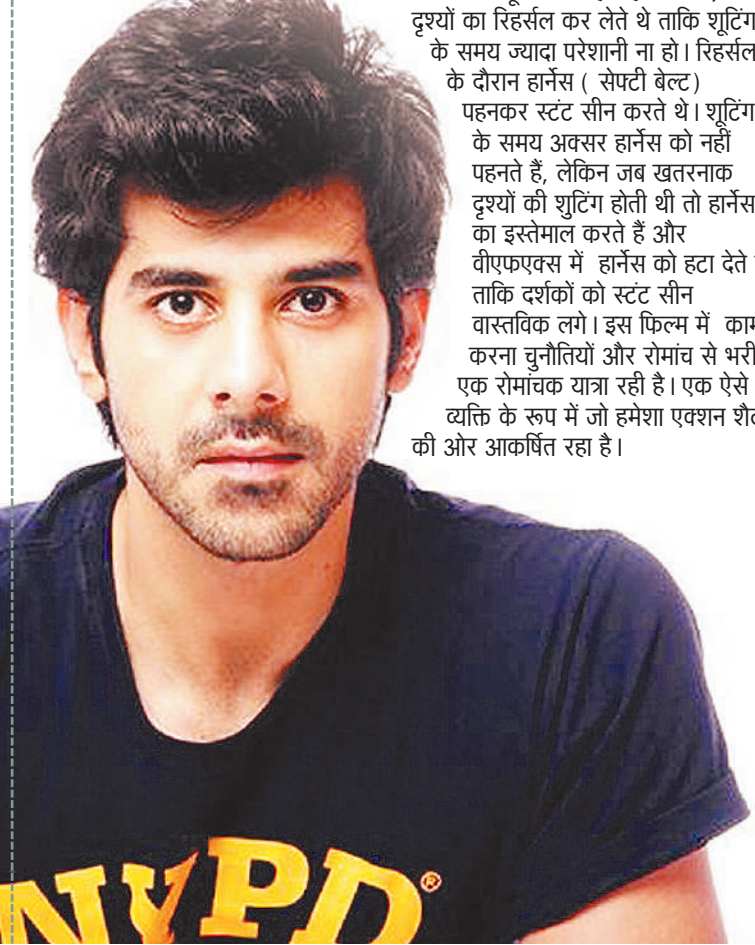 दृश्यों का रिहर्सल कर लेते थे ताकि शूटिंग
के समय ज्यादा परेशानी ना हो। रिहर्सल
के दौरान हार्नेस ( सेफ्टी बेल्ट)
पहनकर स्टंट सीन करते थे। शूटिंग
के समय अक्सर हार्नेस को नहीं
पहनते हैं, लेकिन जब खतरनाक
दृश्यों की शुटिंग होती थी तो हार्नेस
का इस्तेमाल करते हैं और
वीएफएक्स में हार्नेस को हटा देते
ताकि दर्शकों को स्टंट सीन
वास्तविक लगे। इस फिल्म में
करना चुनौतियों और रोमांच से भरी
एक रोमांचक यात्रा रही है। एक ऐसे
व्यक्ति के रूप में जो हमेशा एक्शन
की ओर आकर्षित रहा है।
NYPD®